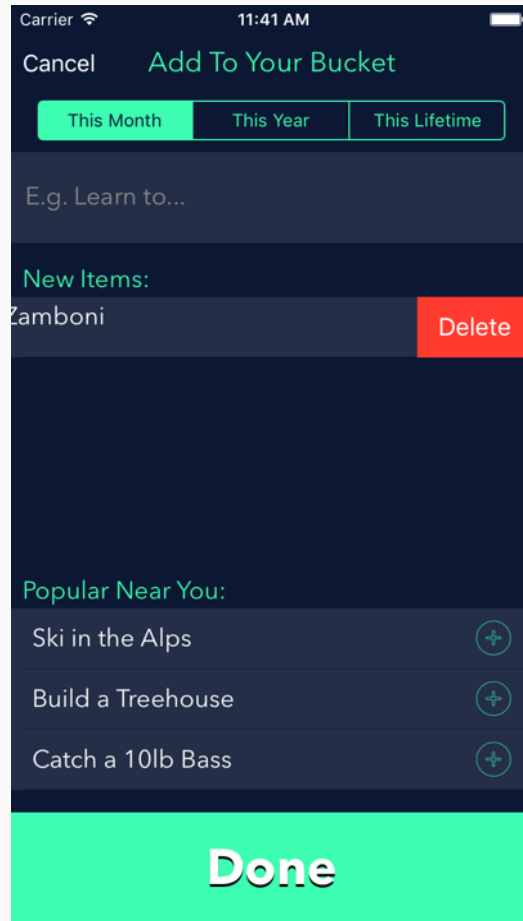 Carrier 11:41 AM
Cancel Add To Your Bucket
This Month This Year This Lifetime
E.g. Learn to...
New Items:
Zamboni Delete
Popular Near You:
Ski in the Alps
Build a Treehouse
Catch a 10lb Bass
Done